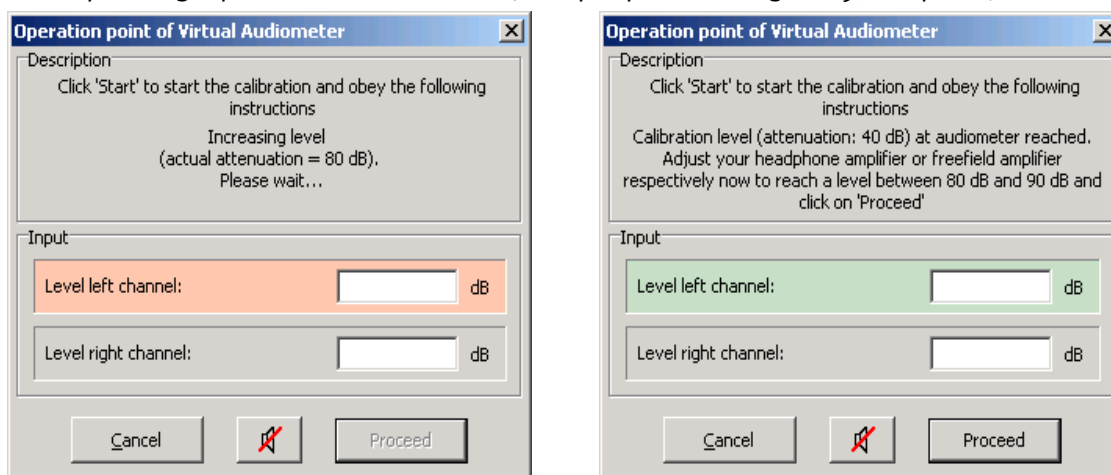 Operation point of Virtual Audiometer
Description
Click 'Start' to start the calibration and obey the following
instructions
Increasing level
(actual attenuation = 80 dB).
Please wait...
Input
Level left channel: dB
Level right channel: dB
Cancel Proceed
Operation point of Virtual Audiometer
Description
Click 'Start' to start the calibration and obey the following
instructions
Calibration level (attenuation: 40 dB) at audiometer reached.
Adjust your headphone amplifier or freefield amplifier
respectively now to reach a level between 80 dB and 90 dB and
click on 'Proceed'
Input
Level left channel: dB
Level right channel: dB
Cancel Proceed